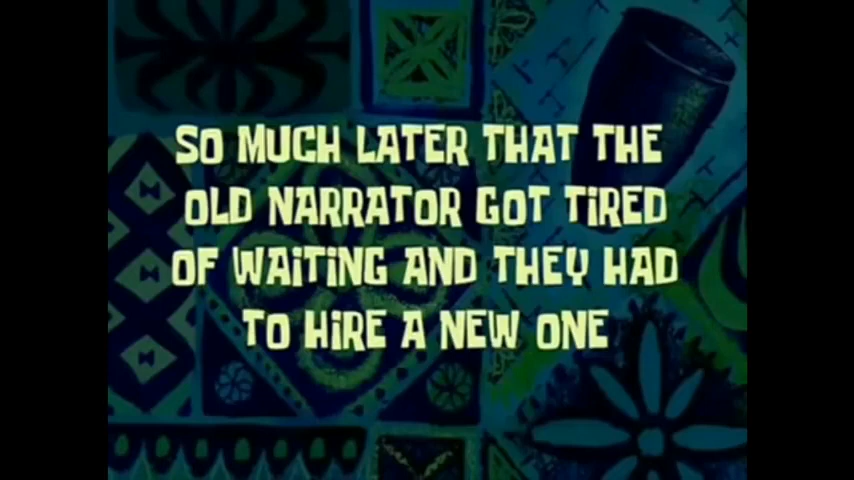 SO MUCH LATER THAT THE
OLD NARRATOR GOT TIRED
OF WAITING AND THEY HAD
TO HIRE A NEW ONE